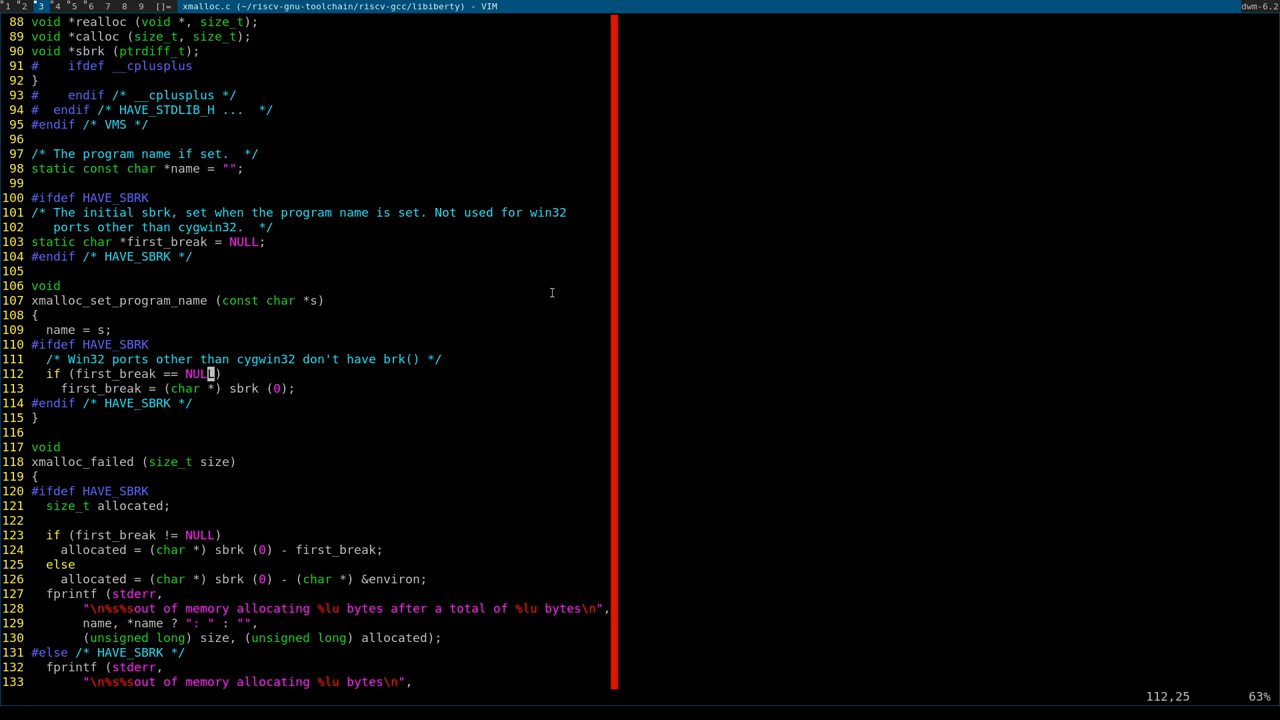 1 2 3 4 5 6 7 8 9 []= xmalloc.c (~/riscv-gnu-toolchain/riscv-gcc/libiberty) - VIM dwm-6.2
88 void *realloc (void *, size_t);
89 void *calloc (size_t, size_t);
90 void *sbrk (ptrdiff_t);
91 #    ifdef __cplusplus
92 }
93 #    endif /* __cplusplus */
94 #  endif /* HAVE_STDLIB_H ...  */
95 #endif /* VMS */
96
97 /* The program name if set.  */
98 static const char *name = "";
99
100 #ifdef HAVE_SBRK
101 /* The initial sbrk, set when the program name is set. Not used for win32
102    ports other than cygwin32.  */
103 static char *first_break = NULL;
104 #endif /* HAVE_SBRK */
105
106 void
107 xmalloc_set_program_name (const char *s)
108 {
109   name = s;
110 #ifdef HAVE_SBRK
111   /* Win32 ports other than cygwin32 don't have brk() */
112   if (first_break == NULL)
113     first_break = (char *) sbrk (0);
114 #endif /* HAVE_SBRK */
115 }
116
117 void
118 xmalloc_failed (size_t size)
119 {
120 #ifdef HAVE_SBRK
121   size_t allocated;
122
123   if (first_break != NULL)
124     allocated = (char *) sbrk (0) - first_break;
125   else
126     allocated = (char *) sbrk (0) - (char *) &environ;
127   fprintf (stderr,
128        "\n%s%sout of memory allocating %lu bytes after a total of %lu bytes\n",
129        name, *name ? ": " : "",
130        (unsigned long) size, (unsigned long) allocated);
131 #else /* HAVE_SBRK */
132   fprintf (stderr,
133        "\n%s%sout of memory allocating %lu bytes\n",
112,25 63%